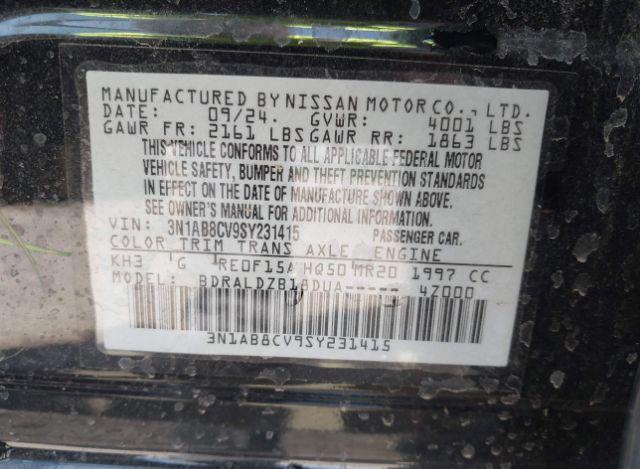 MANUFACTURED BY NISSAN MOTOR CO., LTD.
DATE: 09/24. GVWR: 4001 LBS
GAWR FR: 2161 LBS GAWR RR: 1863 LBS
THIS VEHICLE CONFORMS TO ALL APPLICABLE FEDERAL MOTOR
VEHICLE SAFETY, BUMPER AND THEFT PREVENTION STANDARDS
IN EFFECT ON THE DATE OF MANUFACTURE SHOWN ABOVE.
SEE OWNER'S MANUAL FOR ADDITIONAL INFORMATION.
VIN: 3N1AB8CV9SY231415 PASSENGER CAR.
COLOR TRIM TRANS AXLE ENGINE
KH3 G RE0F15A HQ50 MR20 1997 CC
BDRALDZB18DUA----- 4Z000
3N1AB8CV9SY231415